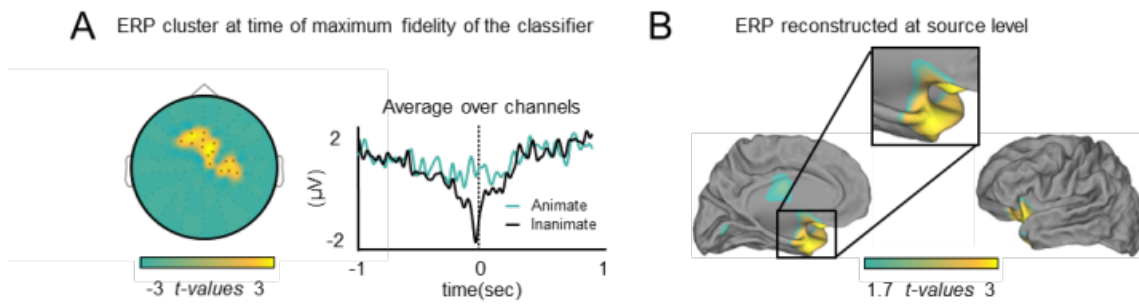 A ERP cluster at time of maximum fidelity of the classifier
Average over channels
2
(μV)
-2
Animate
Inanimate
-1 0 1
time(sec)
-3 t-values 3
B ERP reconstructed at source level
1.7 t-values 3